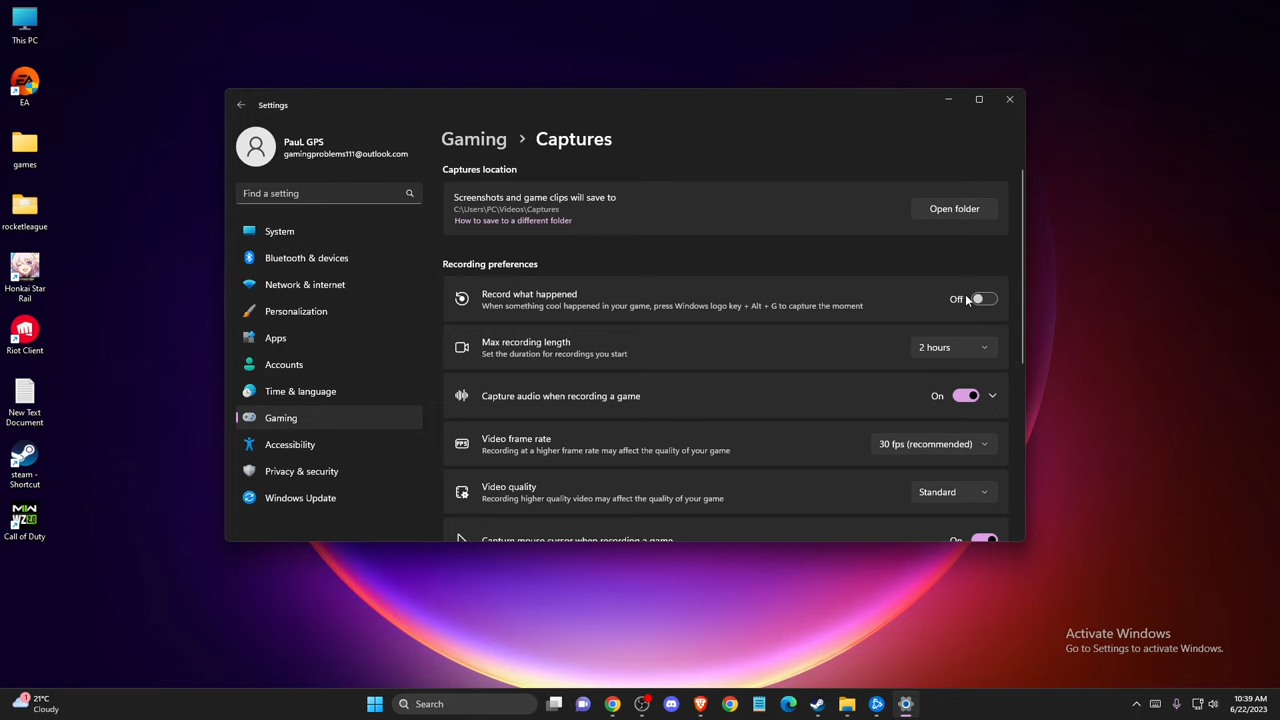 This PC
EA
games
rocketleague
Honkai Star
Rail
Riot Client
New Text
Document
steam -
Shortcut
Call of Duty
Settings
PauL GPS
gamingproblems111@outlook.com
Find a setting
System
Bluetooth & devices
Network & internet
Personalization
Apps
Accounts
Time & language
Gaming
Accessibility
Privacy & security
Windows Update
Gaming > Captures
Captures location
Screenshots and game clips will save to
C:\Users\PC\Videos\Captures
How to save to a different folder
Open folder
Recording preferences
Record what happened
When something cool happened in your game, press Windows logo key + Alt + G to capture the moment
Off
Max recording length
Set the duration for recordings you start
2 hours
Capture audio when recording a game
On
Video frame rate
Recording at a higher frame rate may affect the quality of your game
30 fps (recommended)
Video quality
Recording higher quality video may affect the quality of your game
Standard
Capture mouse cursor when recording a game
On
Activate Windows
Go to Settings to activate Windows.
1
21°C
Cloudy
Search
10:39 AM
6/22/2023